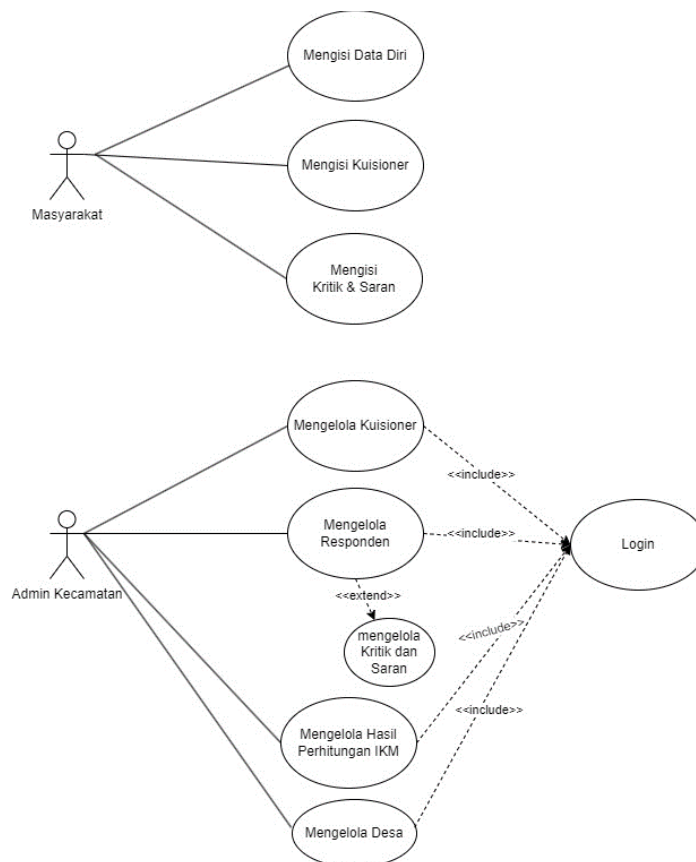 Mengisi Data Diri
Mengisi Kuisioner
Masyarakat
Mengisi
Kritik & Saran
Mengelola Kuisioner
<<include>>
Mengelola
Responden
<<include>>
Login
Admin Kecamatan
<<extend>>
mengelola
Kritik dan
Saran
<<include>>
<<include>>
Mengelola Hasil
Perhitungan IKM
Mengelola Desa